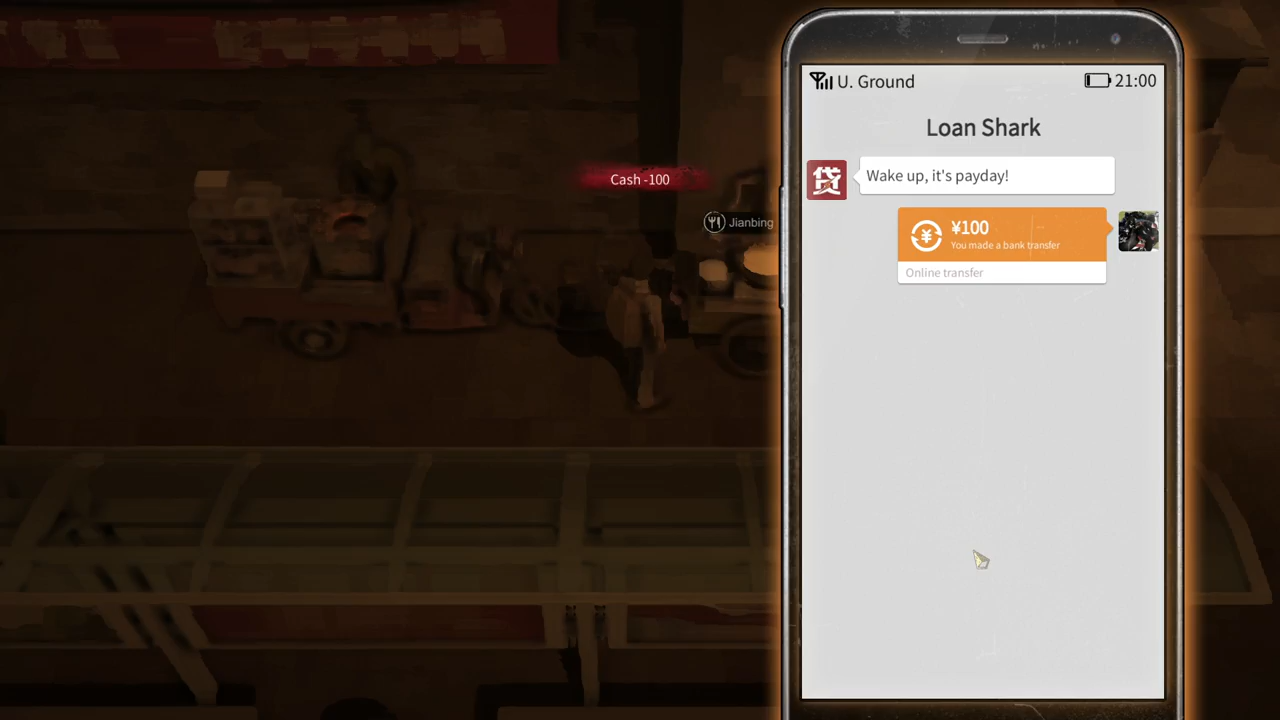 U. Ground
21:00
Loan Shark
贷
Wake up, it's payday!
Cash -100
Jianbing
¥100
You made a bank transfer
Online transfer